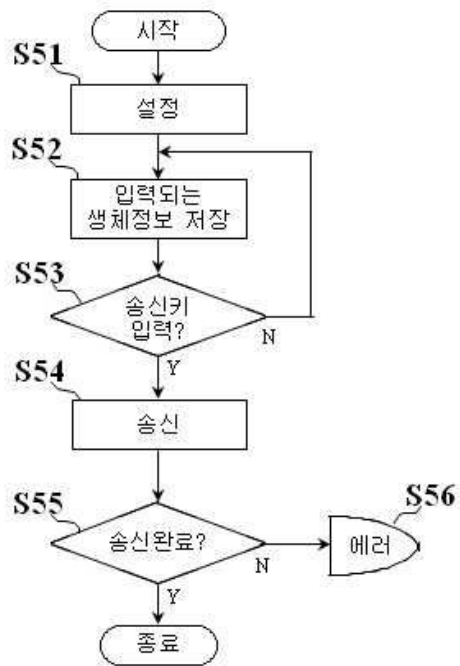 시작
S51
설정
S52
입력되는
생체정보 저장
S53
송신키
입력?
N
Y
S54
송신
S55
송신완료?
N
S56
에러
Y
종료